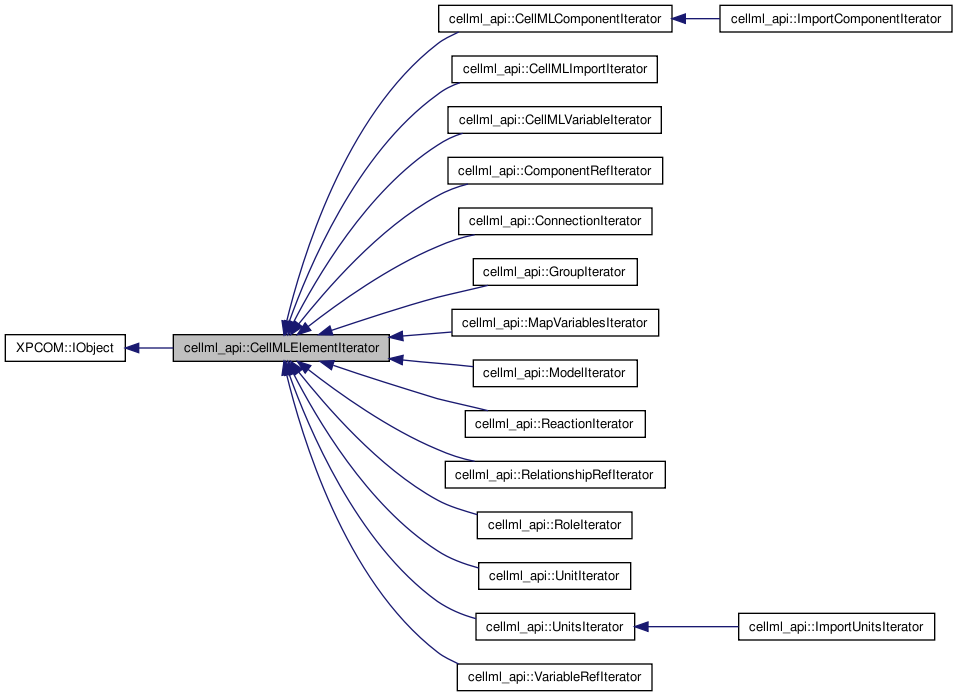 cellml_api::CellMLComponentIterator
cellml_api::ImportComponentIterator
cellml_api::CellMLImportIterator
cellml_api::CellMLVariableIterator
cellml_api::ComponentRefIterator
cellml_api::ConnectionIterator
cellml_api::GroupIterator
cellml_api::MapVariablesIterator
XPCOM::IObject
cellml_api::CellMLElementIterator
cellml_api::ModelIterator
cellml_api::ReactionIterator
cellml_api::RelationshipRefIterator
cellml_api::RoleIterator
cellml_api::UnitIterator
cellml_api::UnitsIterator
cellml_api::ImportUnitsIterator
cellml_api::VariableRefIterator